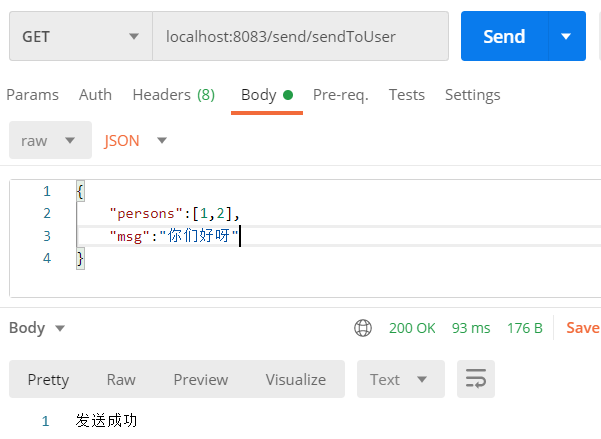 GET localhost:8083/send/sendToUser Send
Params Auth Headers (8) Body Pre-req. Tests Settings
raw JSON
1 {
2 "persons":[1,2],
3 "msg":"你们好呀"
4 }
Body 200 OK 93 ms 176 B Save
Pretty Raw Preview Visualize Text
1 发送成功